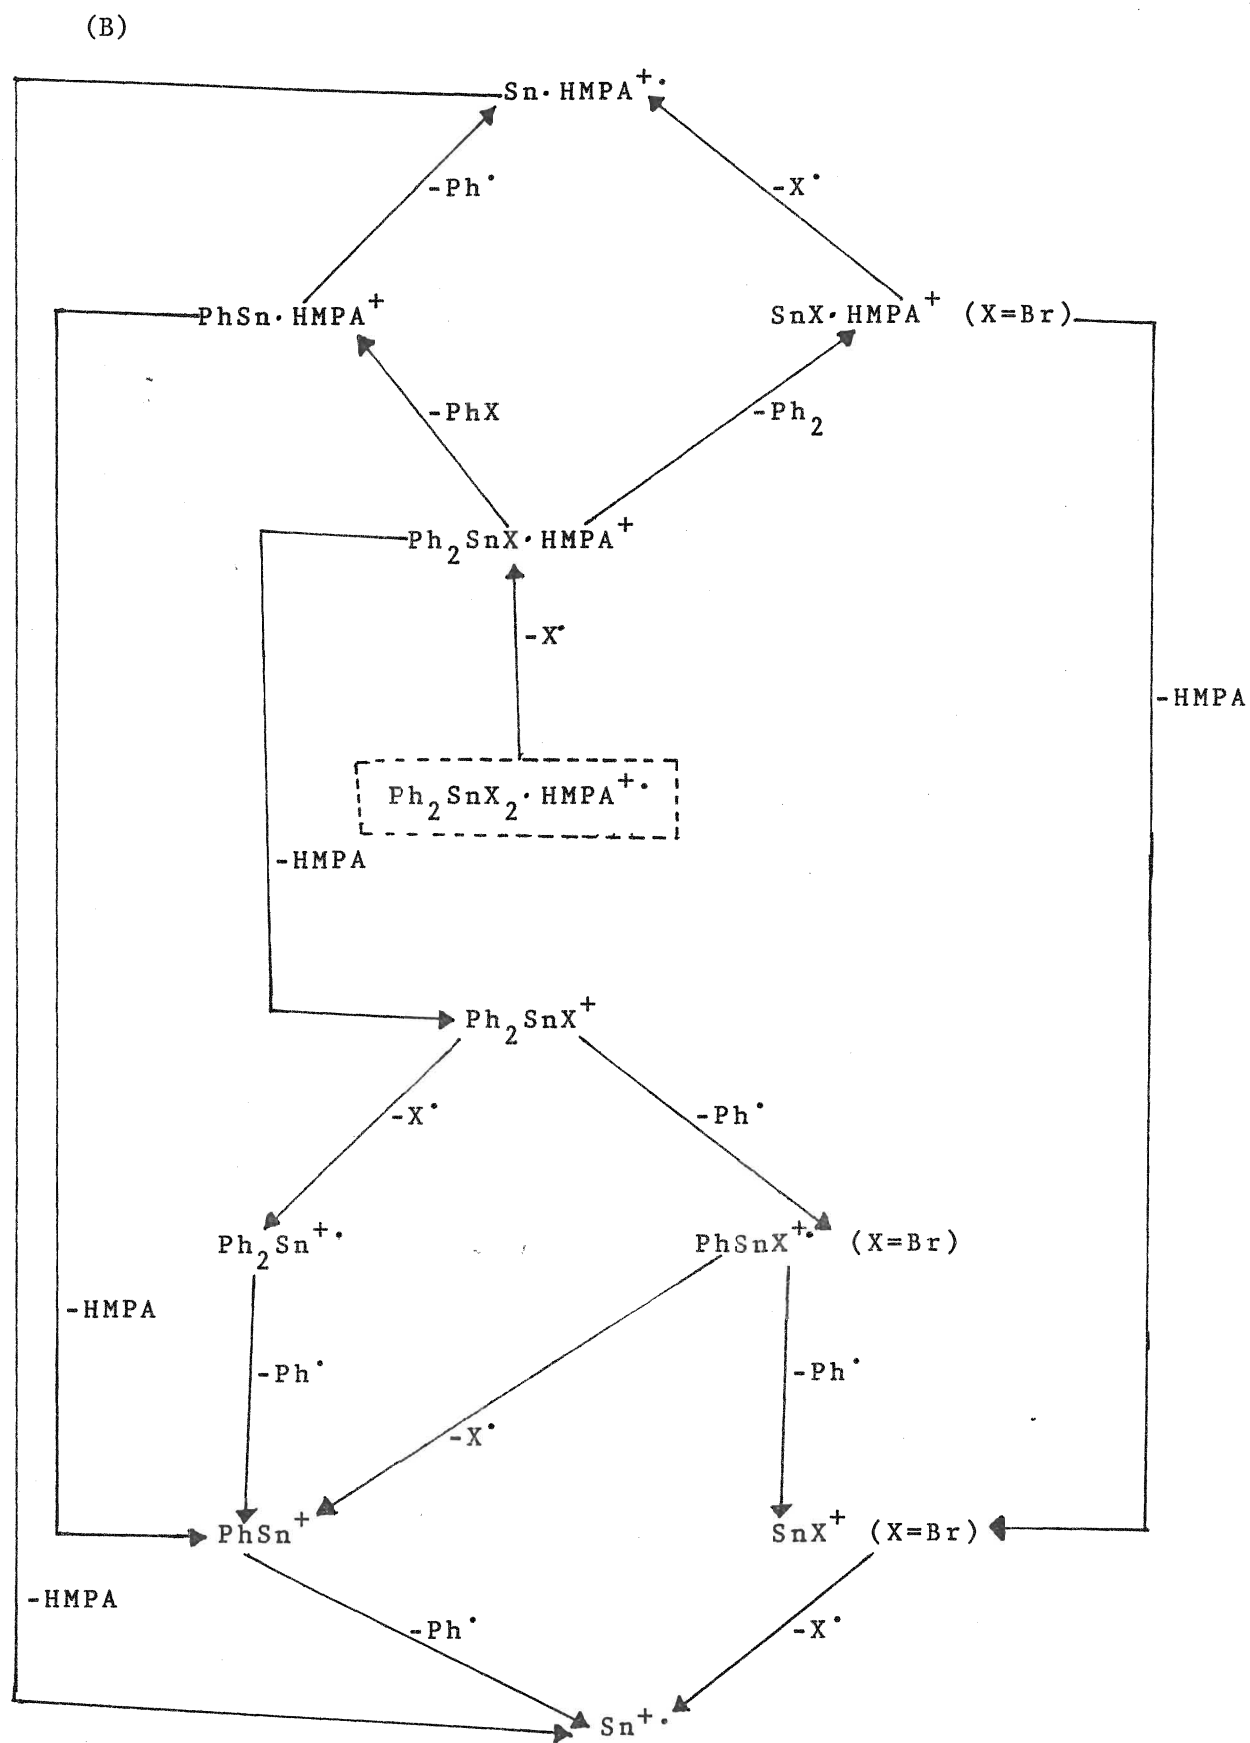 (B)
Sn·HMPA⁺·
-Ph·
-X·
PhSn·HMPA⁺
SnX·HMPA⁺ (X=Br)
-PhX
-Ph₂
Ph₂SnX·HMPA⁺
-X·
-HMPA
Ph₂SnX₂·HMPA⁺·
-HMPA
Ph₂SnX⁺
-X·
-Ph·
Ph₂Sn⁺·
PhSnX⁺· (X=Br)
-HMPA
-Ph·
-Ph·
-X·
PhSn⁺
SnX⁺ (X=Br)
-HMPA
-Ph·
-X·
Sn⁺·